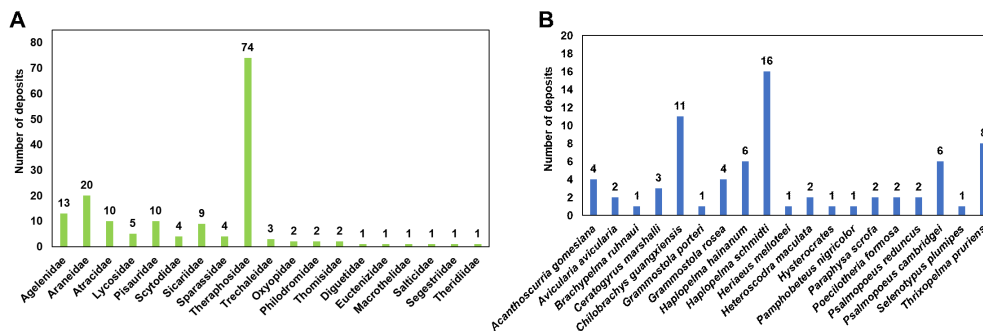 A
Number of deposits
80
70
60
50
40
30
20
10
0
13
20
10
5
10
4
9
4
74
3
2
2
2
1
1
1
1
1
1
Agelenidae
Araneidae
Atracidae
Lycosidae
Pisauridae
Scytodidae
Sicariidae
Sparassidae
Theraphosidae
Trechaleidae
Oxyopidae
Philodromidae
Thomisidae
Diguetidae
Euctenizidae
Macrothelidae
Salticidae
Segestriidae
Theridiidae
B
Number of deposits
20
18
16
14
12
10
8
6
4
2
0
4
2
1
3
11
1
4
6
16
1
2
1
1
2
2
2
6
1
8
Acanthoscurria gomesiana
Avicularia avicularia
Brachypelma ruhnaui
Ceratogyrus marshalli
Chilobrachys guangxiensis
Grammostola porteri
Grammostola rosea
Haplopelma hainanum
Haplopelma schmidti
Heriaeus melloteei
Heteroscodra maculata
Hysterocrates
Pamphobeteus nigricolor
Paraphysa scrofa
Poecilotheria formosa
Psalmopoeus reduncus
Psalmopoeus cambridgei
Selenotypus plumipes
Thrixopelma pruriens